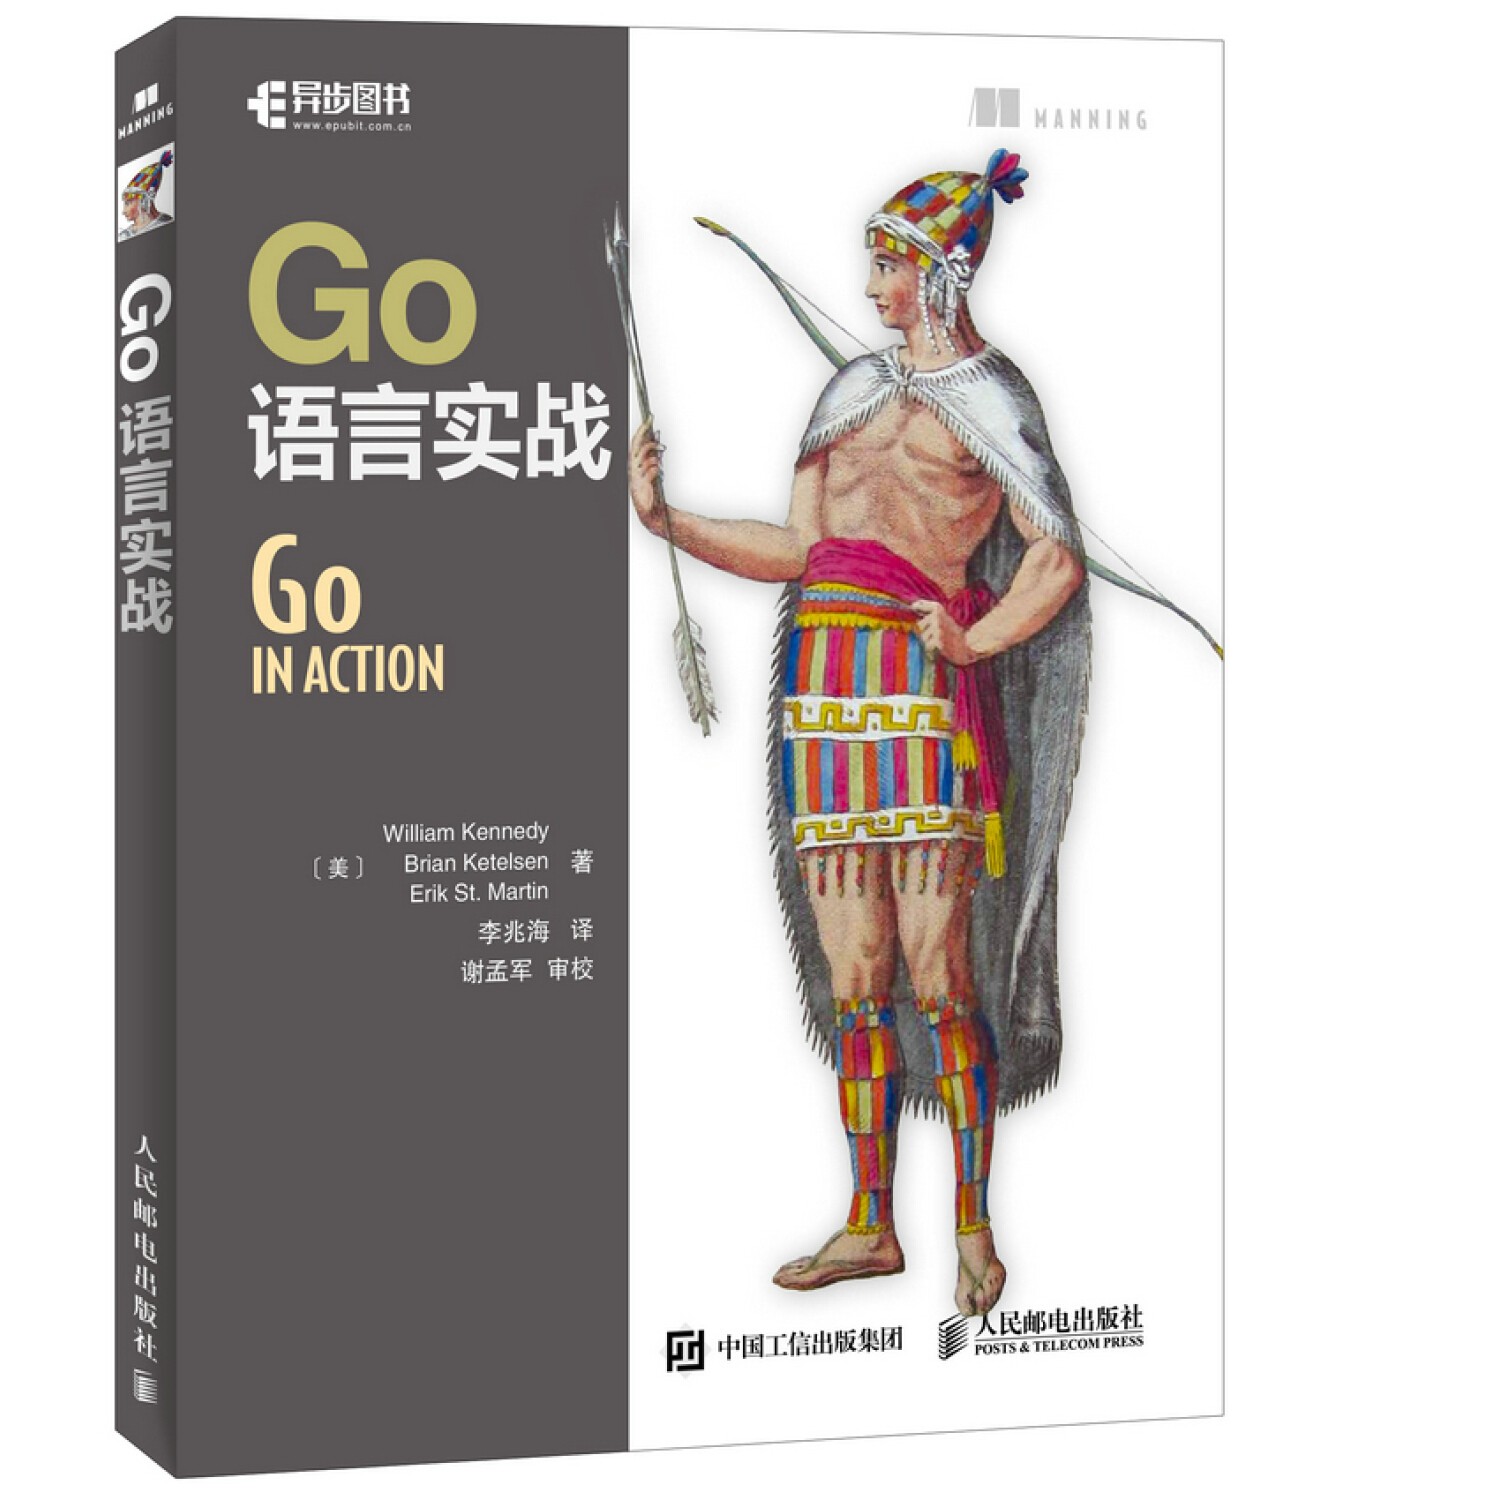 MANNING
Go语言实战
人民邮电出版社
异步图书
www.epubit.com.cn
MANNING
Go
语言实战
Go
IN ACTION
William Kennedy
〔美〕 Brian Ketelsen 著
Erik St. Martin
李兆海 译
谢孟军 审校
中国工信出版集团
人民邮电出版社
POSTS & TELECOM PRESS